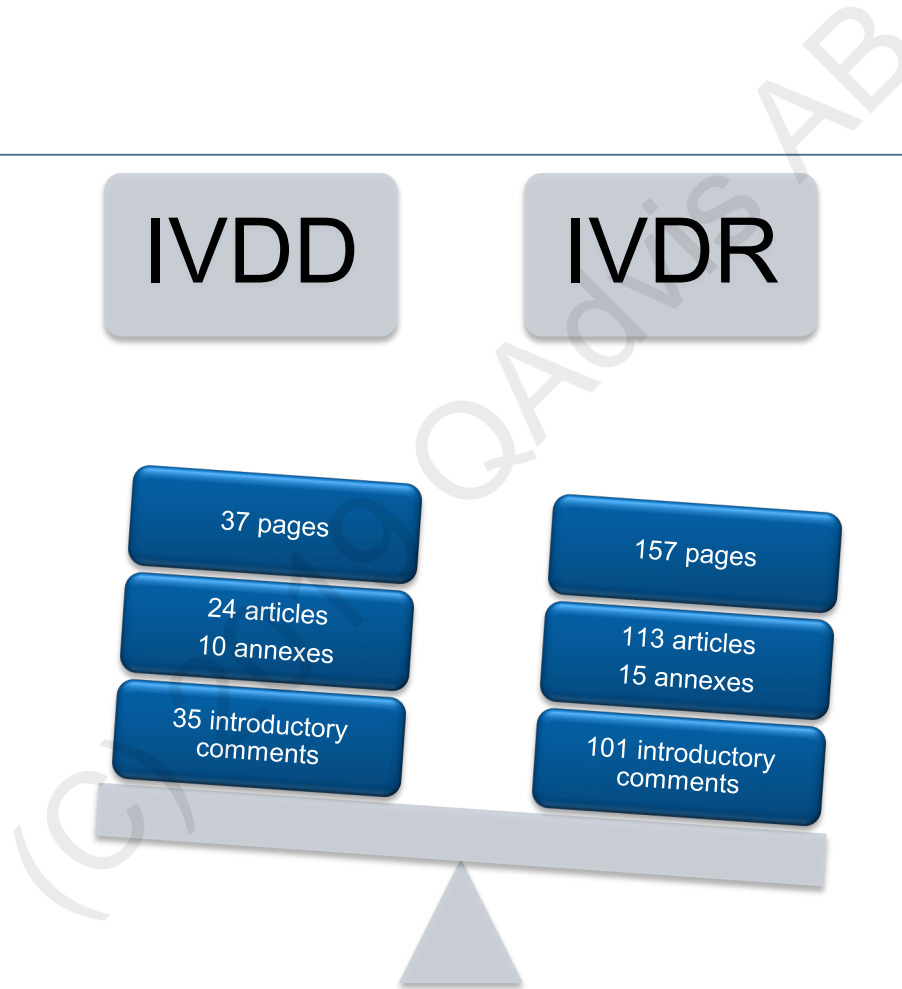 IVDD
IVDR
37 pages
24 articles
10 annexes
35 introductory
comments
157 pages
113 articles
15 annexes
101 introductory
comments
(C) 2019 QAdvis AB